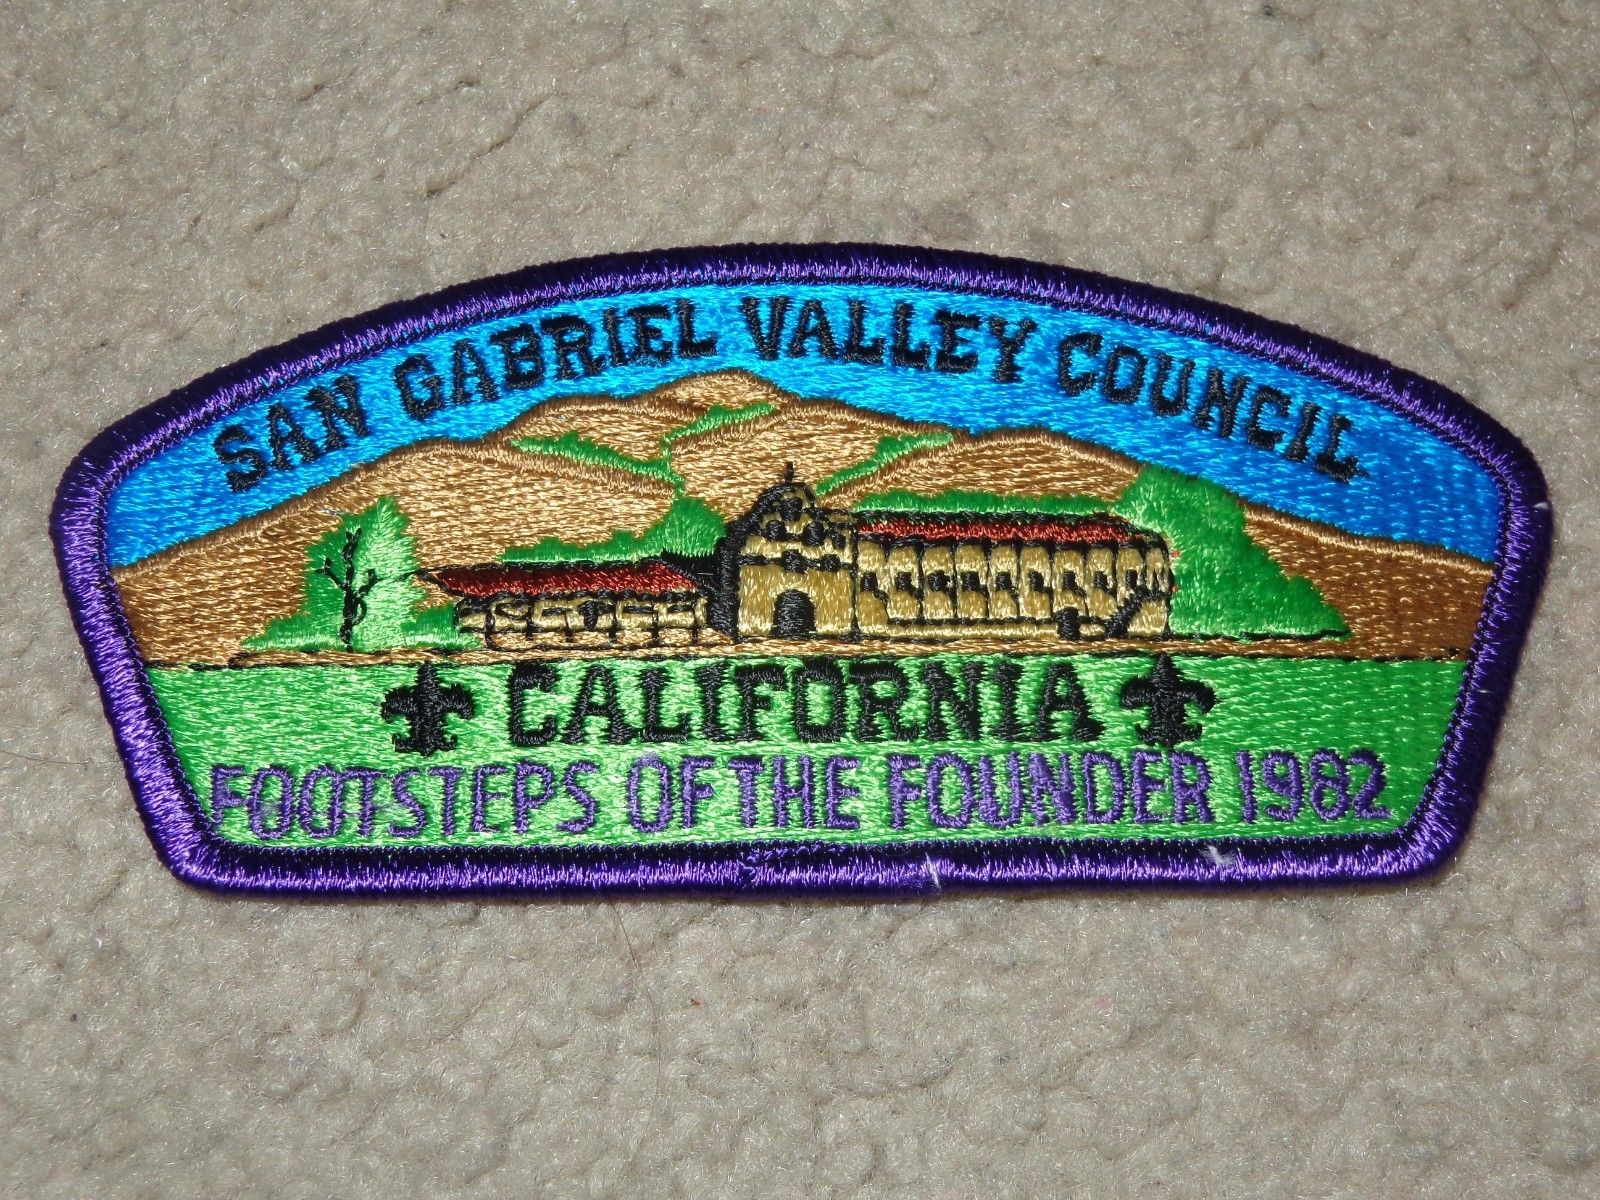 SAN GABRIEL VALLEY COUNCIL
CALIFORNIA
FOOTSTEPS OF THE FOUNDER 1982